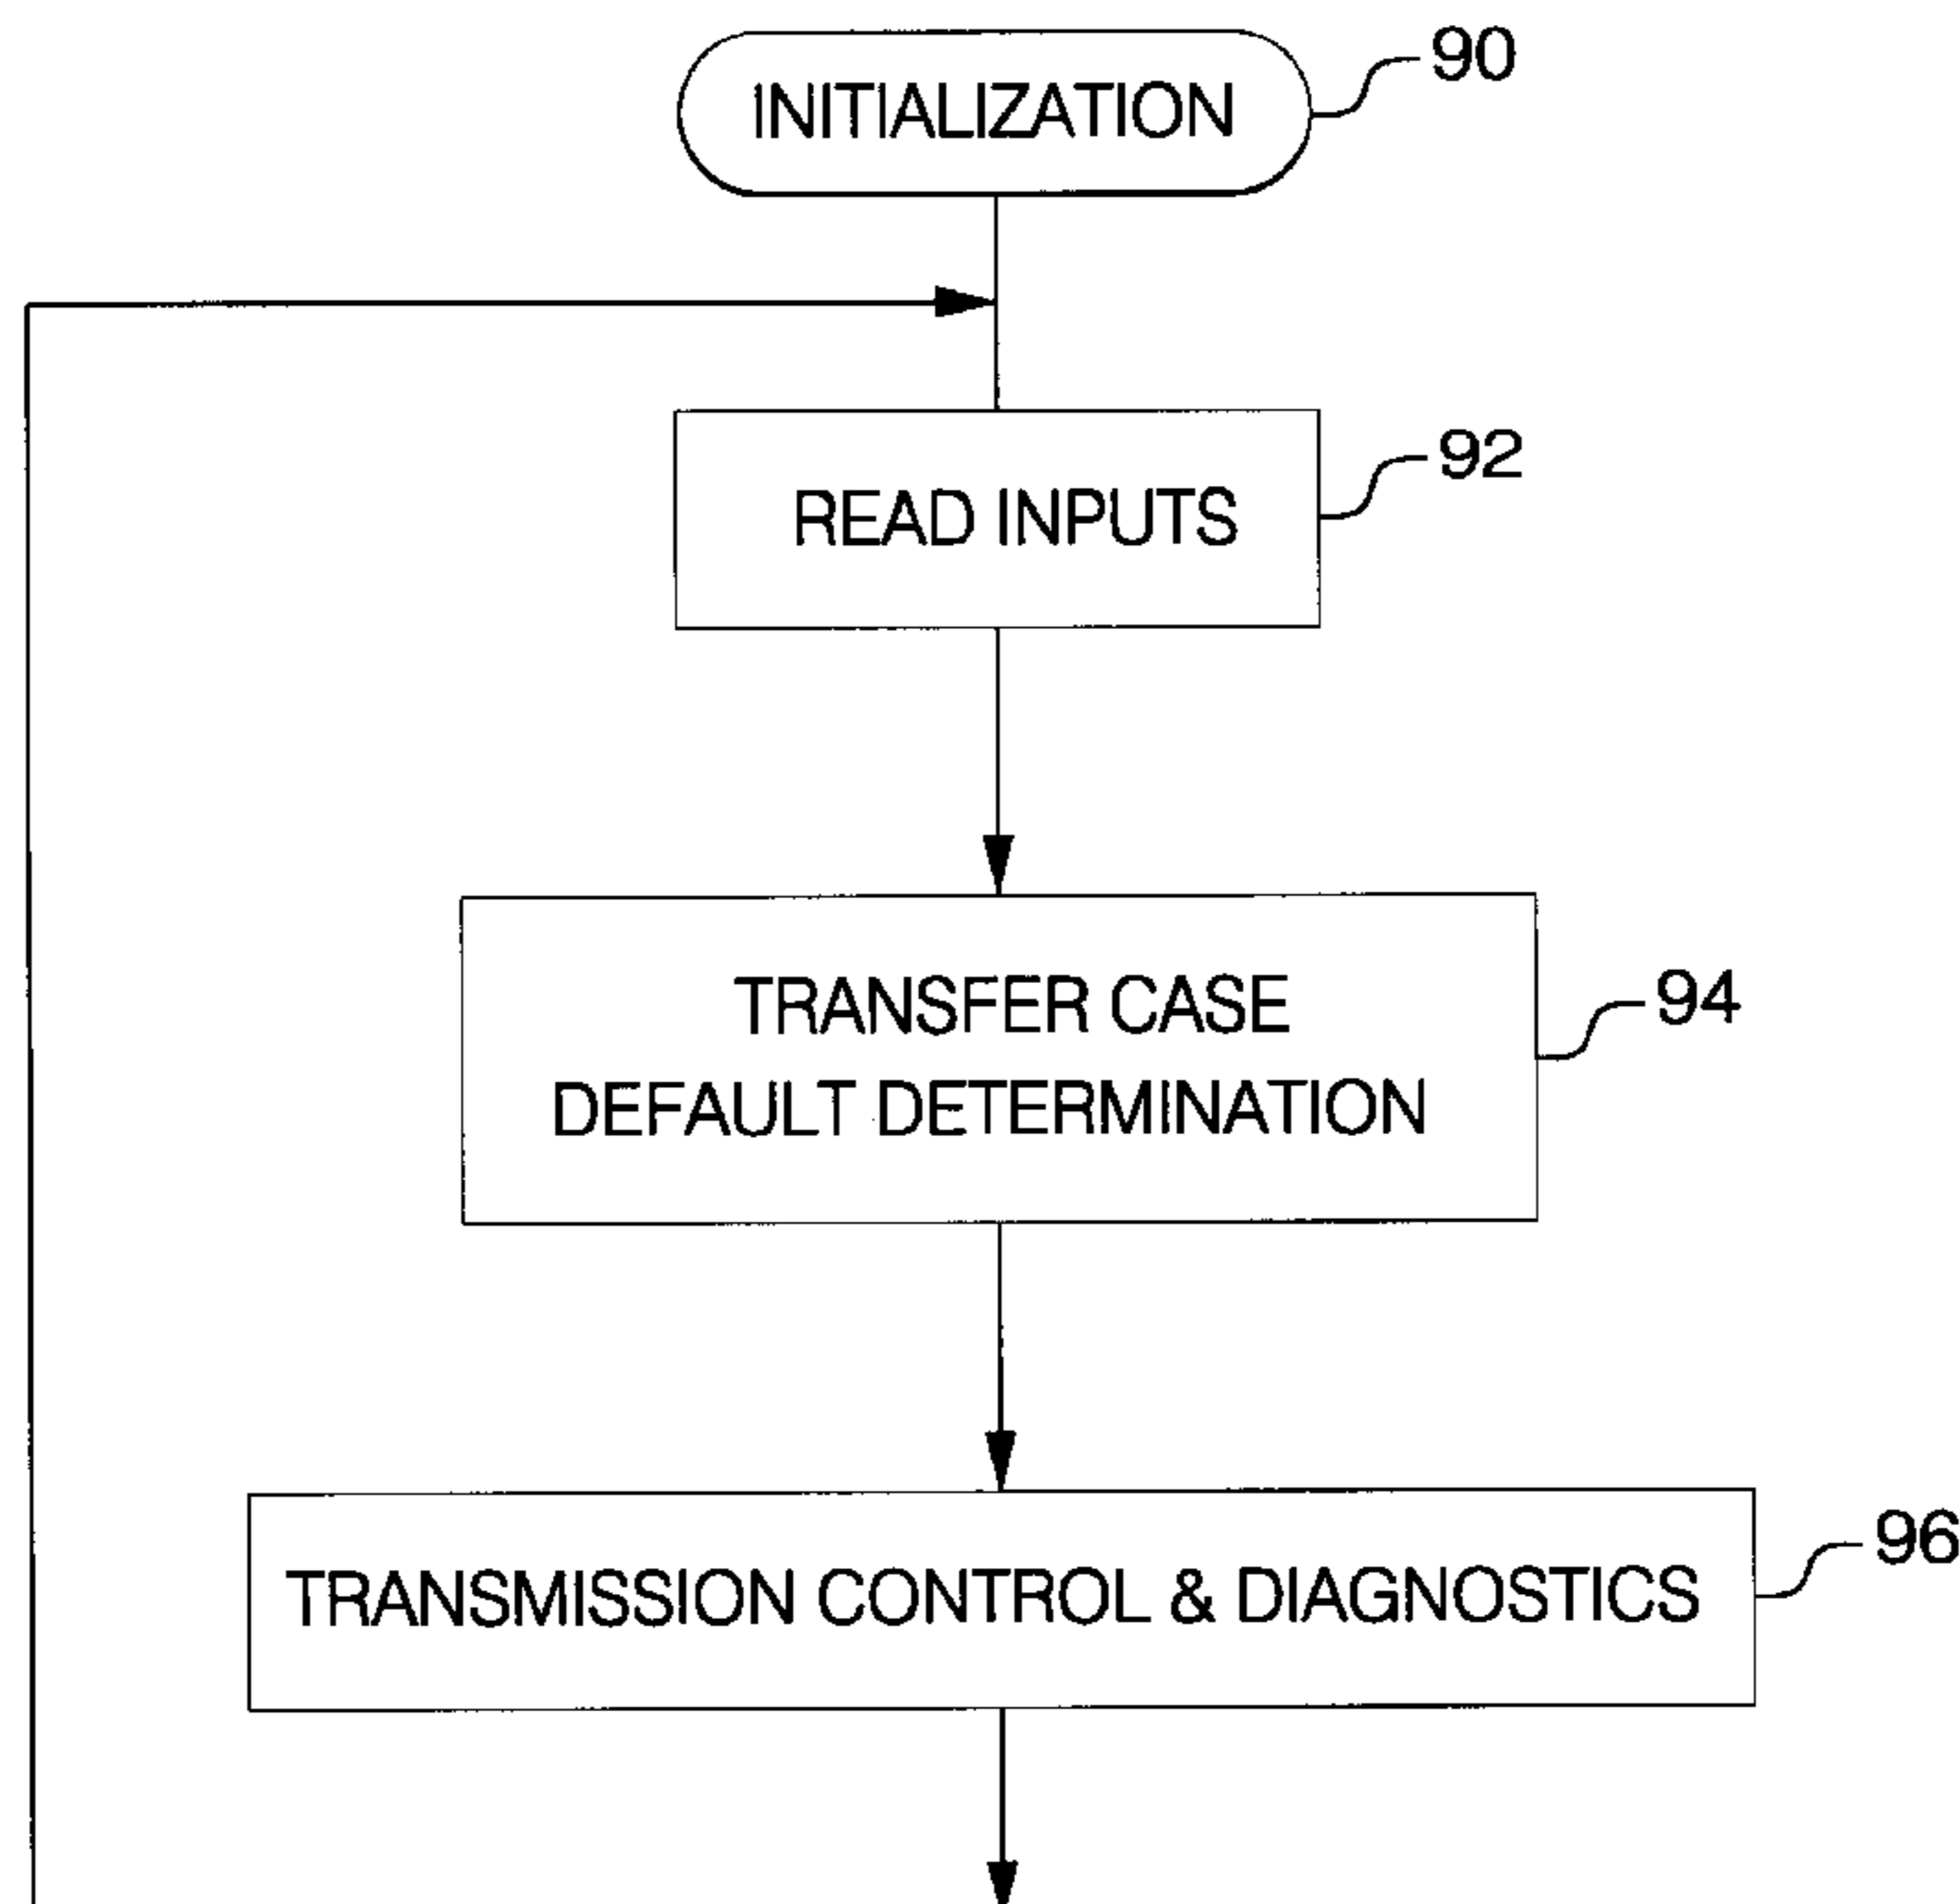 INITIALIZATION
90
READ INPUTS
92
TRANSFER CASE
DEFAULT DETERMINATION
94
TRANSMISSION CONTROL & DIAGNOSTICS
96